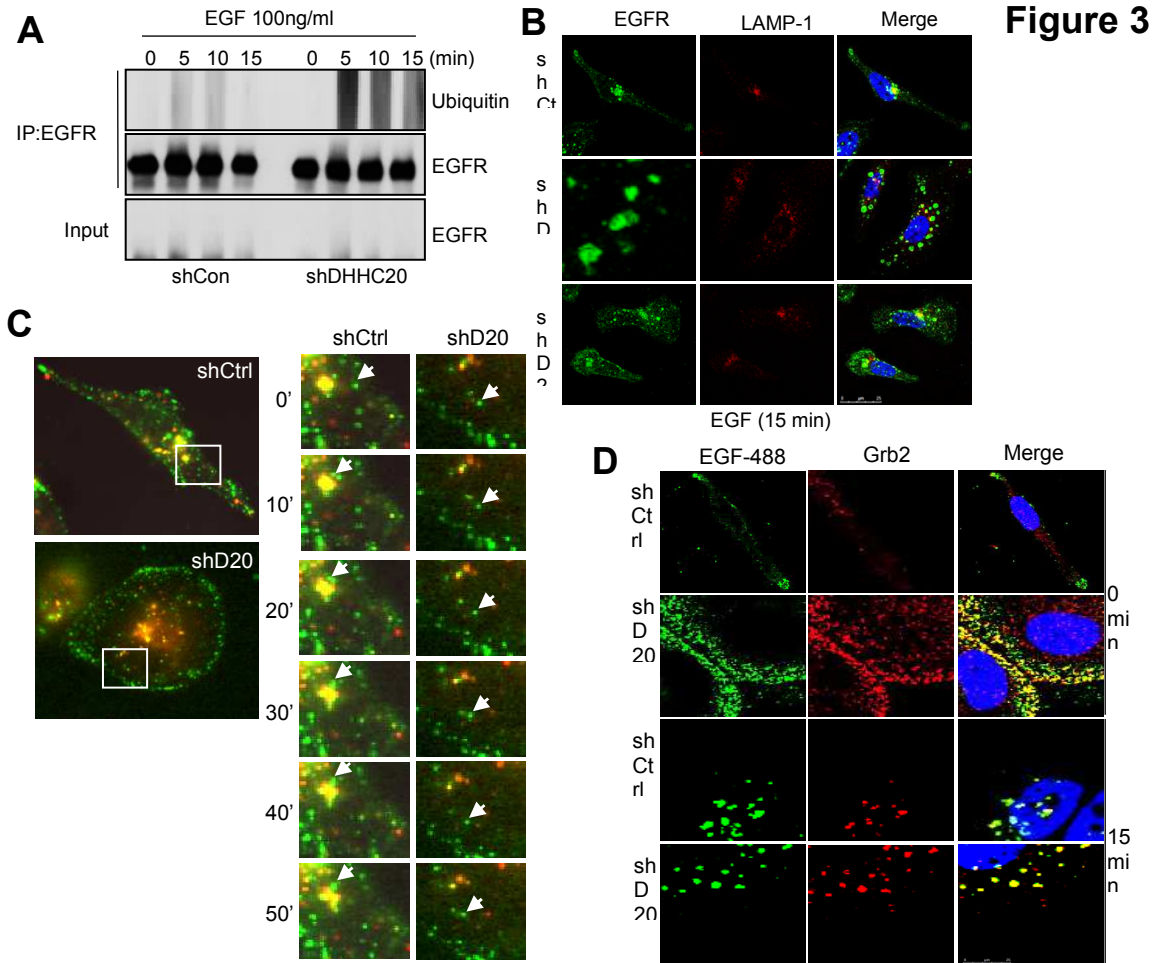 Figure 3
A
EGF 100ng/ml
0 5 10 15 0 5 10 15 (min)
IP:EGFR
Ubiquitin
EGFR
Input
EGFR
shCon shDHHC20
B
EGFR LAMP-1 Merge
s
h
Ct
s
h
D
s
h
D
EGF (15 min)
C
shCtrl
shD20
shCtrl shD20
0'
10'
20'
30'
40'
50'
D
EGF-488 Grb2 Merge
sh
Ct
rl
sh
D
20
0
mi
n
sh
Ct
rl
sh
D
20
15
mi
n